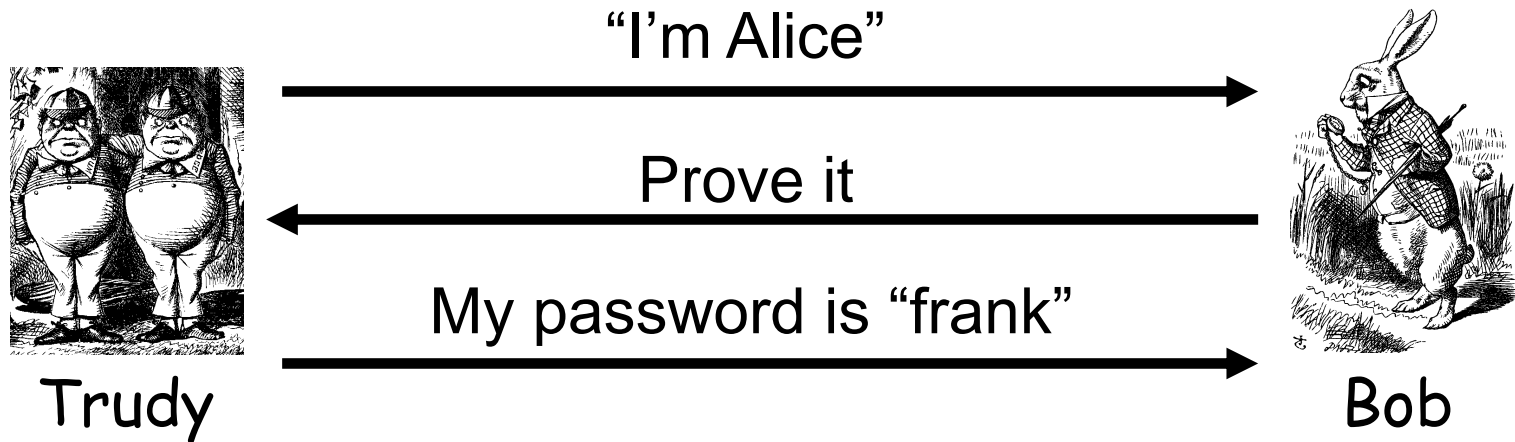 “I’m Alice”
Prove it
My password is “frank”
Trudy
Bob